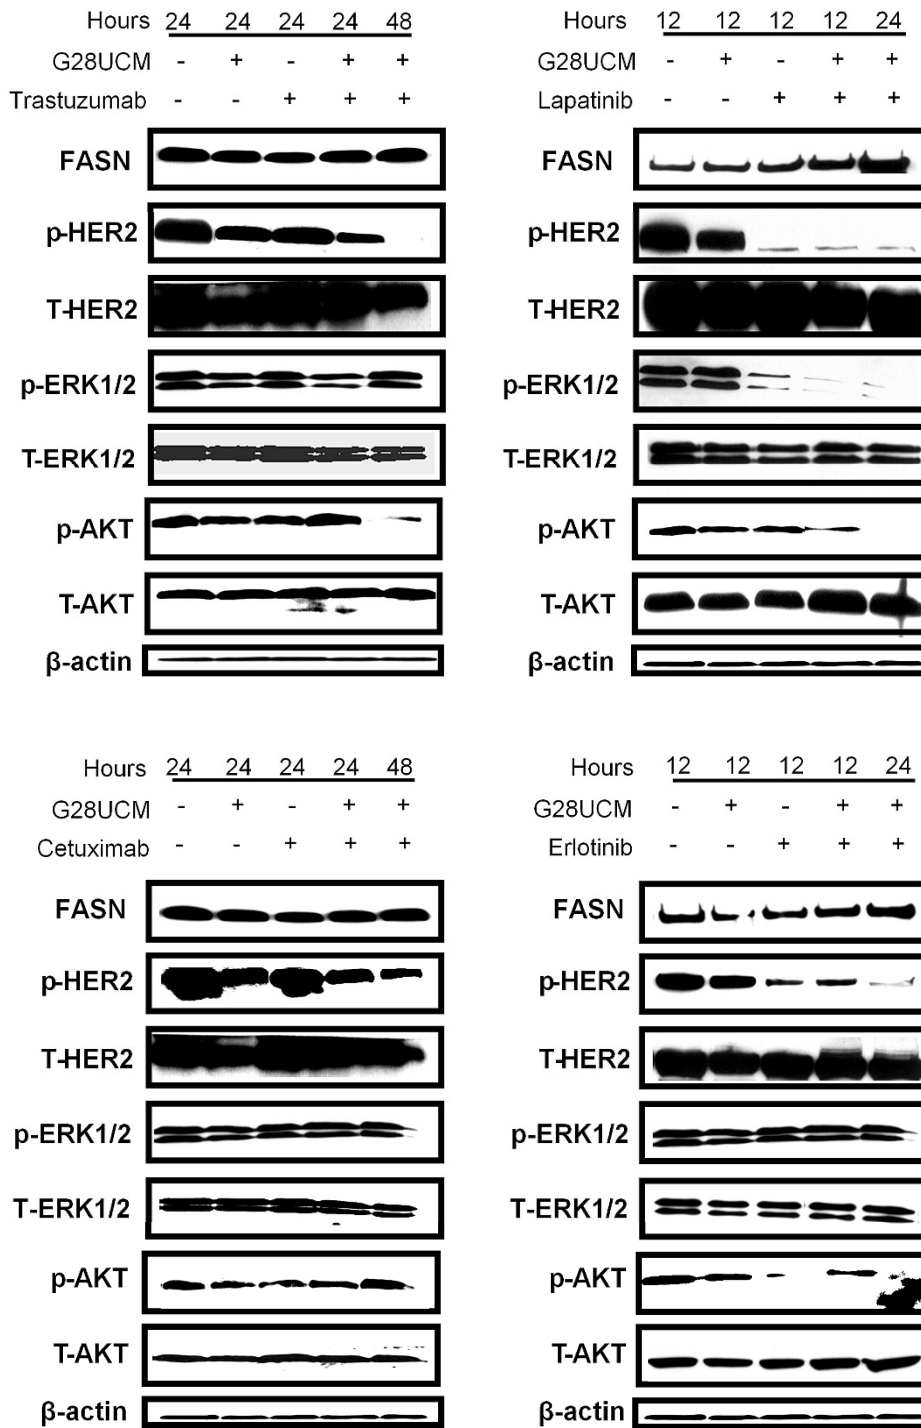 Hours 24 24 24 24 48
G28UCM - + - + +
Trastuzumab - - + + +
FASN
p-HER2
T-HER2
p-ERK1/2
T-ERK1/2
p-AKT
T-AKT
β-actin
Hours 12 12 12 12 24
G28UCM - + - + +
Lapatinib - - + + +
FASN
p-HER2
T-HER2
p-ERK1/2
T-ERK1/2
p-AKT
T-AKT
β-actin
Hours 24 24 24 24 48
G28UCM - + - + +
Cetuximab - - + + +
FASN
p-HER2
T-HER2
p-ERK1/2
T-ERK1/2
p-AKT
T-AKT
β-actin
Hours 12 12 12 12 24
G28UCM - + - + +
Erlotinib - - + + +
FASN
p-HER2
T-HER2
p-ERK1/2
T-ERK1/2
p-AKT
T-AKT
β-actin